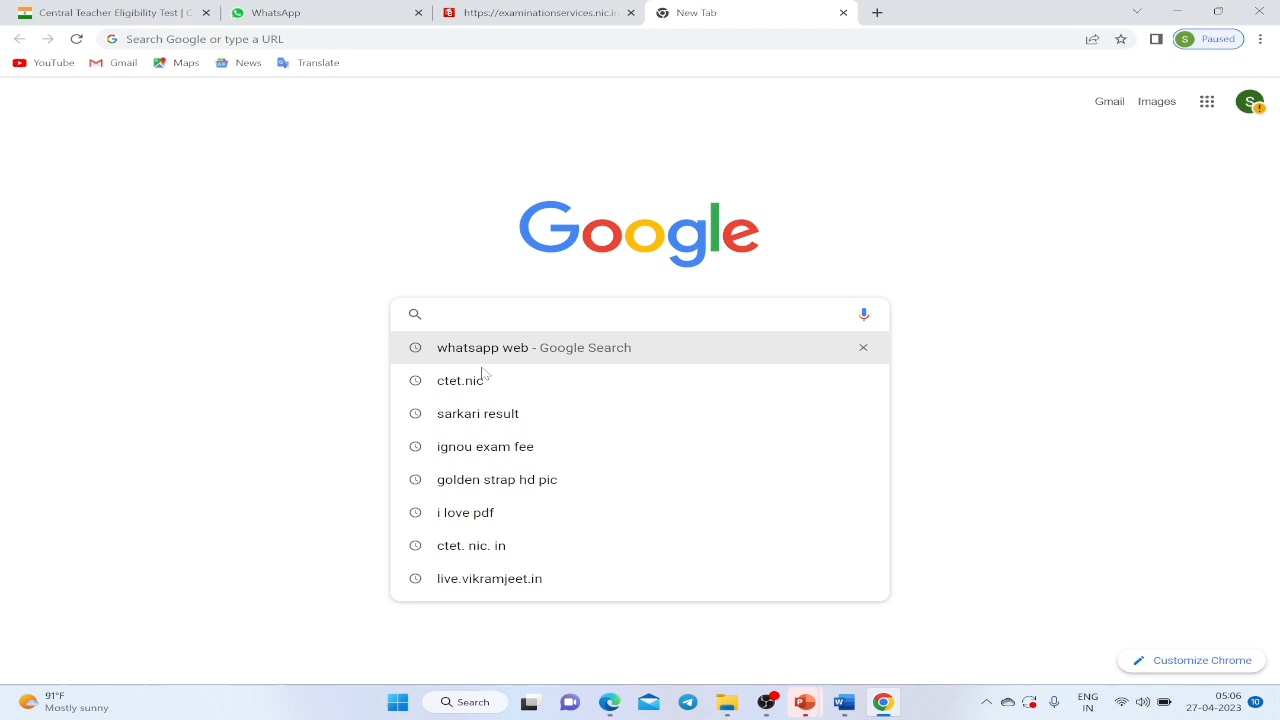 Central Teacher Eligibility Test | C
WhatsApp
https://examinationservices.nic.in
New Tab
Search Google or type a URL
S
Paused
YouTube
Gmail
Maps
News
Translate
Gmail
Images
S
Google
whatsapp web - Google Search
ctet.nic
sarkari result
ignou exam fee
golden strap hd pic
i love pdf
ctet. nic. in
live.vikramjeet.in
Customize Chrome
91°F
Mostly sunny
Search
ENG
IN
05:06
27-04-2023
10